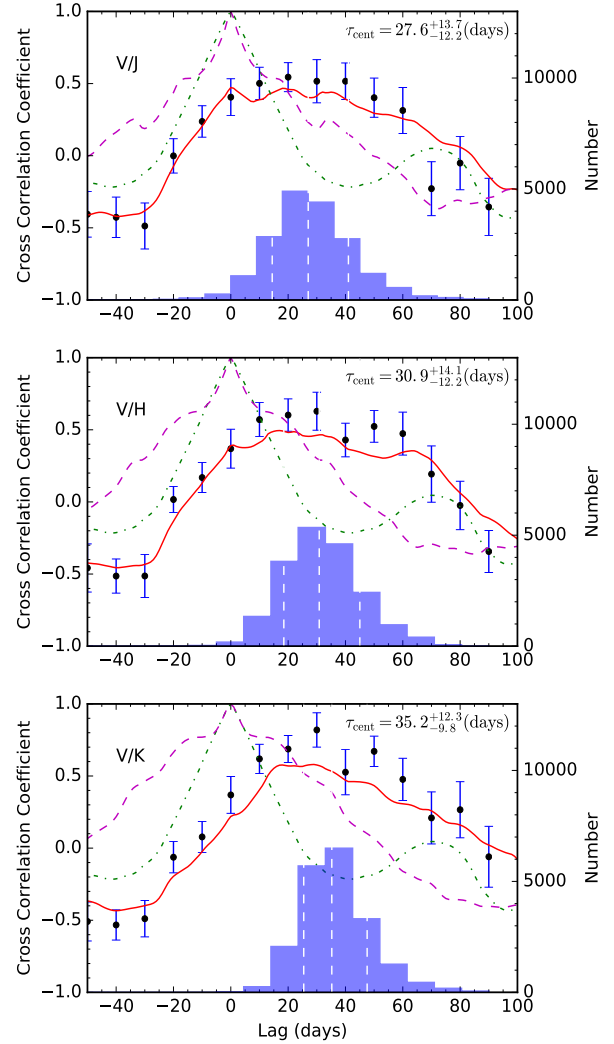 τcent = 27.6 +13.7 −12.2 (days)
V/J
Cross Correlation Coefficient
1.0
0.5
0.0
−0.5
−1.0
Number
10000
5000
0
−40 −20 0 20 40 60 80 100
τcent = 30.9 +14.1 −12.2 (days)
V/H
Cross Correlation Coefficient
1.0
0.5
0.0
−0.5
−1.0
Number
10000
5000
0
−40 −20 0 20 40 60 80 100
τcent = 35.2 +12.3 −9.8 (days)
V/K
Cross Correlation Coefficient
1.0
0.5
0.0
−0.5
−1.0
Number
10000
5000
0
−40 −20 0 20 40 60 80 100
Lag (days)